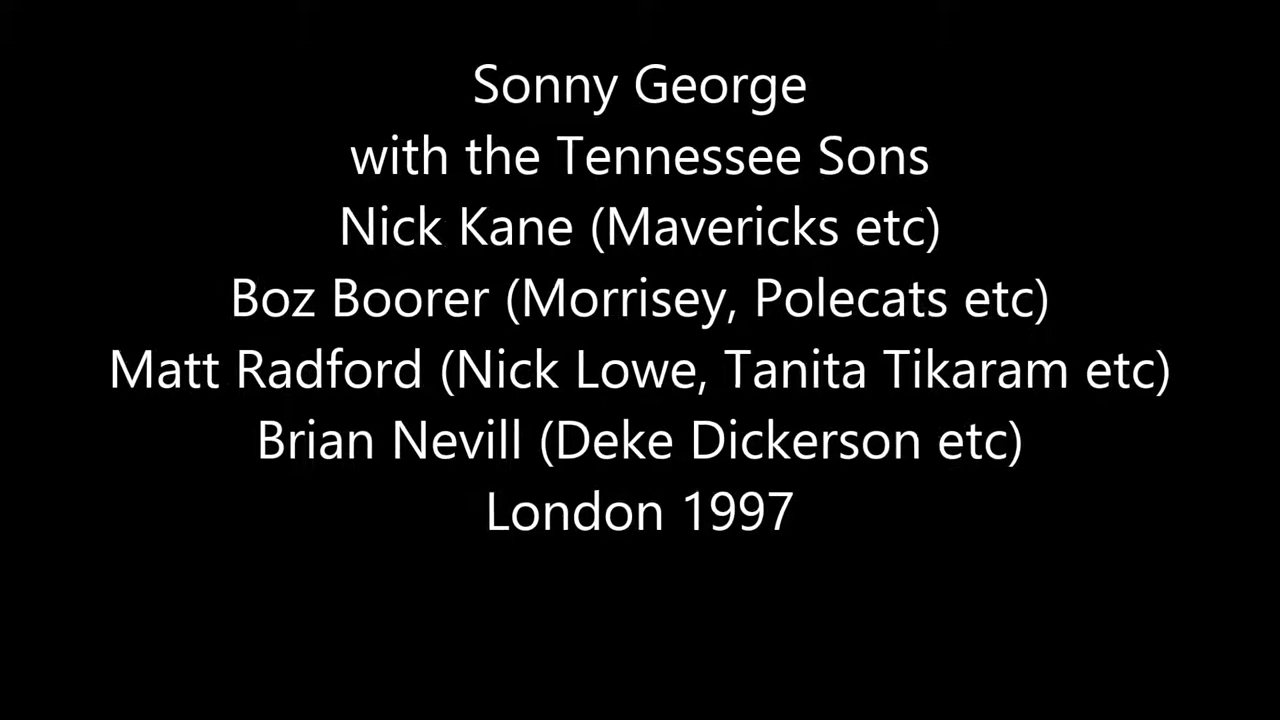 Sonny George
with the Tennessee Sons
Nick Kane (Mavericks etc)
Boz Boorer (Morrisey, Polecats etc)
Matt Radford (Nick Lowe, Tanita Tikaram etc)
Brian Nevill (Deke Dickerson etc)
London 1997